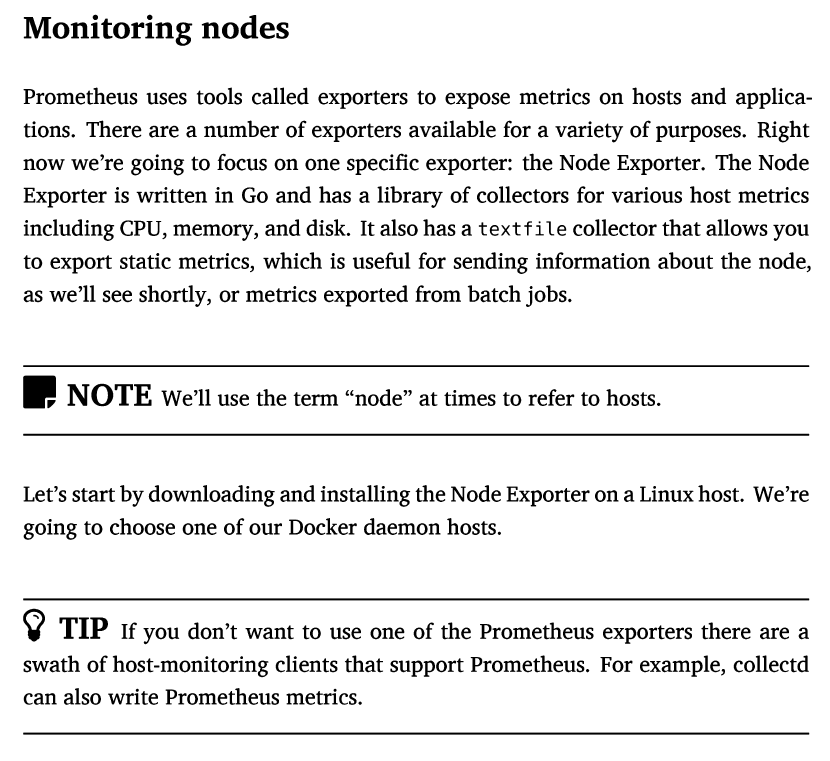 Monitoring nodes
Prometheus uses tools called exporters to expose metrics on hosts and applica-
tions. There are a number of exporters available for a variety of purposes. Right
now we’re going to focus on one specific exporter: the Node Exporter. The Node
Exporter is written in Go and has a library of collectors for various host metrics
including CPU, memory, and disk. It also has a textfile collector that allows you
to export static metrics, which is useful for sending information about the node,
as we’ll see shortly, or metrics exported from batch jobs.
NOTE We’ll use the term “node” at times to refer to hosts.
Let’s start by downloading and installing the Node Exporter on a Linux host. We’re
going to choose one of our Docker daemon hosts.
TIP If you don’t want to use one of the Prometheus exporters there are a
swath of host-monitoring clients that support Prometheus. For example, collectd
can also write Prometheus metrics.